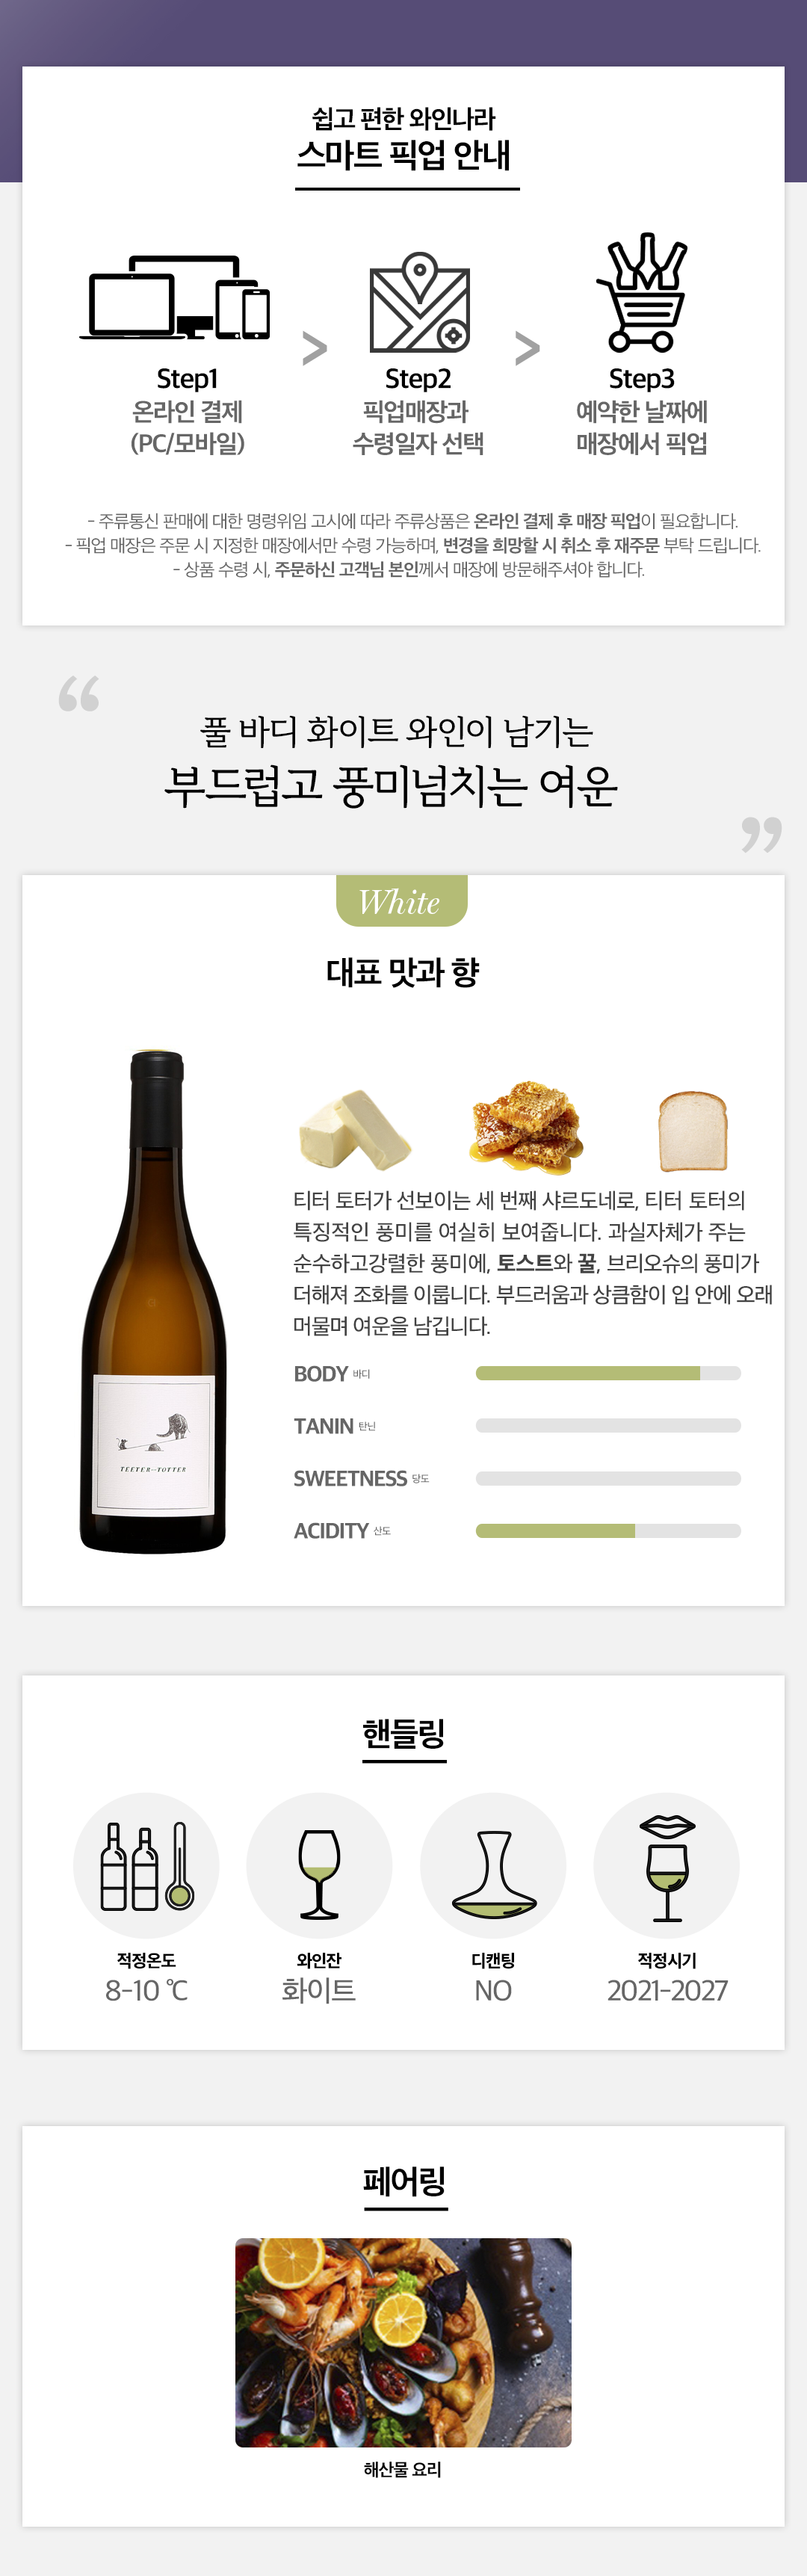 쉽고 편한 와인나라
스마트 픽업 안내
Step1
온라인 결제
(PC/모바일)
>
Step2
픽업매장과
수령일자 선택
>
Step3
예약한 날짜에
매장에서 픽업
- 주류통신 판매에 대한 명령위임 고시에 따라 주류상품은 온라인 결제 후 매장 픽업이 필요합니다.
- 픽업 매장은 주문 시 지정한 매장에서만 수령 가능하며, 변경을 희망할 시 취소 후 재주문 부탁 드립니다.
- 상품 수령 시, 주문하신 고객님 본인께서 매장에 방문해주셔야 합니다.
“
풀 바디 화이트 와인이 남기는
부드럽고 풍미넘치는 여운
”
White
대표 맛과 향
티터 토터가 선보이는 세 번째 샤르도네로, 티터 토터의
특징적인 풍미를 여실히 보여줍니다. 과실자체가 주는
순수하고강렬한 풍미에, 토스트와 꿀, 브리오슈의 풍미가
더해져 조화를 이룹니다. 부드러움과 상큼함이 입 안에 오래
머물며 여운을 남깁니다.
TEETER-TOTTER
BODY 바디
TANIN 탄닌
SWEETNESS 당도
ACIDITY 산도
핸들링
적정온도
8-10 ℃
와인잔
화이트
디캔팅
NO
적정시기
2021-2027
페어링
해산물 요리